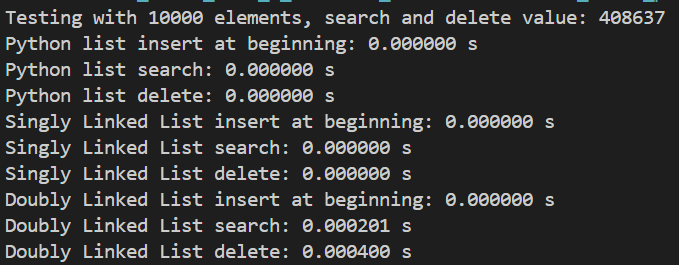 Testing with 10000 elements, search and delete value: 408637
Python list insert at beginning: 0.000000 s
Python list search: 0.000000 s
Python list delete: 0.000000 s
Singly Linked List insert at beginning: 0.000000 s
Singly Linked List search: 0.000000 s
Singly Linked List delete: 0.000000 s
Doubly Linked List insert at beginning: 0.000000 s
Doubly Linked List search: 0.000201 s
Doubly Linked List delete: 0.000400 s